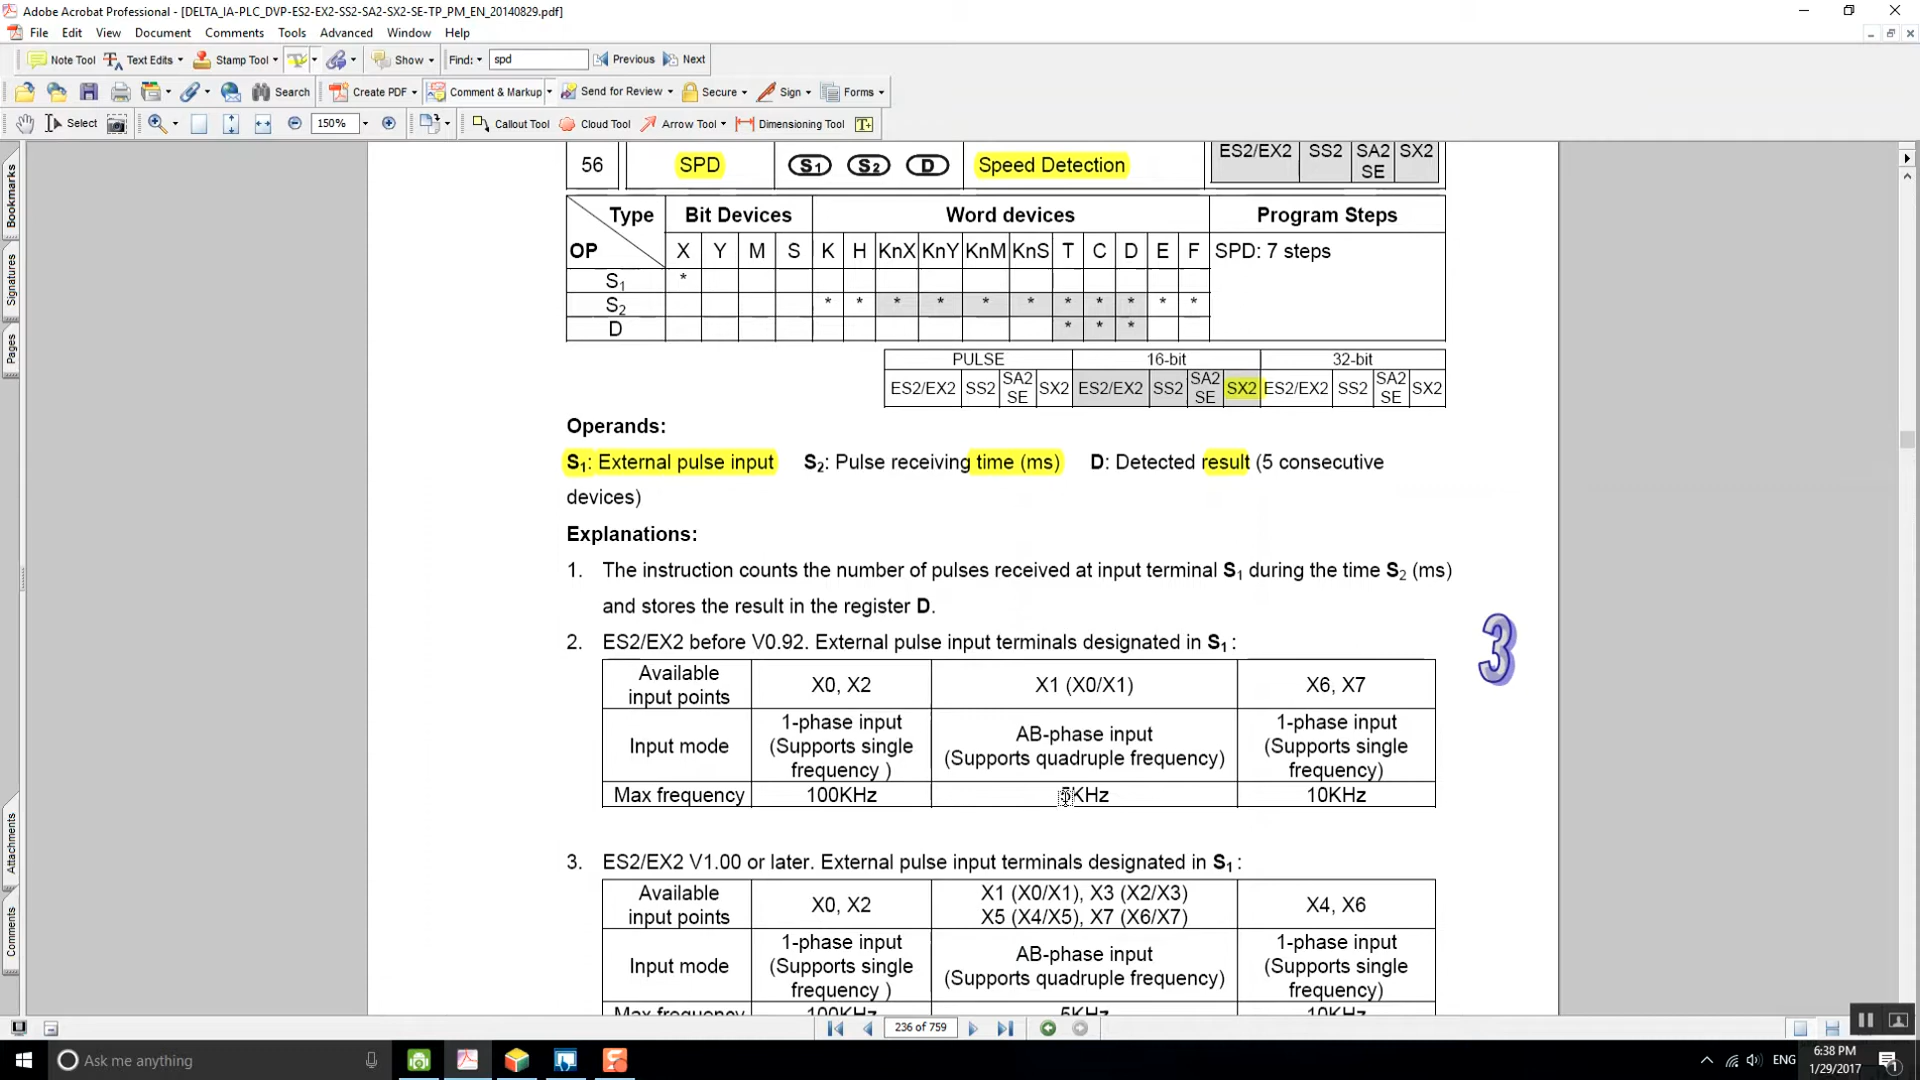 Adobe Acrobat Professional - [DELTA_IA-PLC_DVP-ES2-EX2-SS2-SA2-SX2-SE-TP_PM_EN_20140829.pdf]
File Edit View Document Comments Tools Advanced Window Help
Note Tool Text Edits Stamp Tool Show Find: spd Previous Next
Search Create PDF Comment & Markup Send for Review Secure Sign Forms
Select 150% Callout Tool Cloud Tool Arrow Tool Dimensioning Tool
Bookmarks
Signatures
Pages
Attachments
Comments
56 SPD S1 S2 D Speed Detection ES2/EX2 SS2 SA2 SE SX2
Type Bit Devices Word devices Program Steps
OP X Y M S K H KnX KnY KnM KnS T C D E F SPD: 7 steps
S1 *
S2 * * * * * * * * * * *
D * * *
PULSE 16-bit 32-bit
ES2/EX2 SS2 SA2 SE SX2 ES2/EX2 SS2 SA2 SE SX2 ES2/EX2 SS2 SA2 SE SX2
Operands:
S1: External pulse input S2: Pulse receiving time (ms) D: Detected result (5 consecutive
devices)
Explanations:
1. The instruction counts the number of pulses received at input terminal S1 during the time S2 (ms)
and stores the result in the register D.
2. ES2/EX2 before V0.92. External pulse input terminals designated in S1 :
3
Available input points X0, X2 X1 (X0/X1) X6, X7
Input mode 1-phase input (Supports single frequency ) AB-phase input (Supports quadruple frequency) 1-phase input (Supports single frequency)
Max frequency 100KHz 5KHz 10KHz
3. ES2/EX2 V1.00 or later. External pulse input terminals designated in S1 :
Available input points X0, X2 X1 (X0/X1), X3 (X2/X3) X5 (X4/X5), X7 (X6/X7) X4, X6
Input mode 1-phase input (Supports single frequency ) AB-phase input (Supports quadruple frequency) 1-phase input (Supports single frequency)
Max frequency 100KHz 5KHz 10KHz
236 of 759
Ask me anything
ENG
6:38 PM
1/29/2017
1